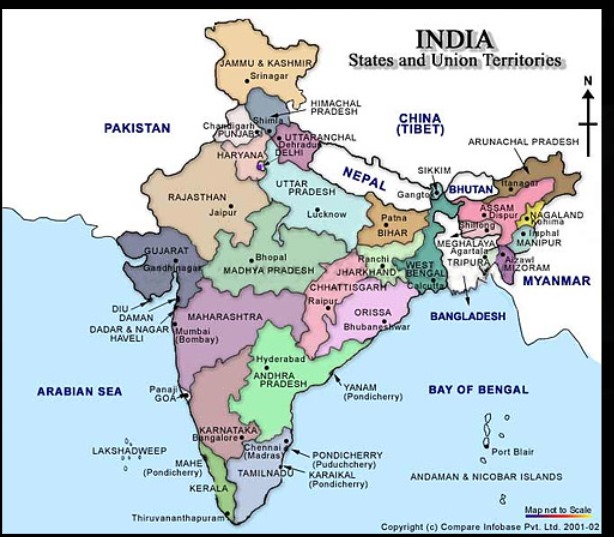 INDIA
States and Union Territories
N
JAMMU & KASHMIR
Srinagar
HIMACHAL
PRADESH
Shimla
Chandigarh
PUNJAB
UTTARANCHAL
Dehradun
HARYANA
DELHI
PAKISTAN
CHINA
(TIBET)
ARUNACHAL PRADESH
NEPAL
SIKKIM
Gangtok
BHUTAN
Itanagar
RAJASTHAN
Jaipur
UTTAR
PRADESH
Lucknow
Patna
BIHAR
ASSAM
Dispur
NAGALAND
Kohima
Shillong
MEGHALAYA
Imphal
MANIPUR
Agartala
TRIPURA
Aizawl
MIZORAM
MYANMAR
GUJARAT
Gandhinagar
Bhopal
MADHYA PRADESH
Ranchi
JHARKHAND
WEST
BENGAL
Calcutta
CHHATTISGARH
Raipur
BANGLADESH
DIU
DAMAN
DADAR & NAGAR
HAVELI
MAHARASHTRA
Mumbai
(Bombay)
ORISSA
Bhubaneshwar
Hyderabad
ANDHRA
PRADESH
YANAM
(Pondicherry)
ARABIAN SEA
BAY OF BENGAL
Panaji
GOA
KARNATAKA
Bangalore
Chennai
(Madras)
PONDICHERRY
(Puduchchery)
KARAIKAL
(Pondicherry)
LAKSHADWEEP
MAHE
(Pondicherry)
TAMILNADU
KERALA
Thiruvananthapuram
Port Blair
ANDAMAN & NICOBAR ISLANDS
Map not to Scale
Copyright (c) Compare Infobase Pvt. Ltd. 2001-02